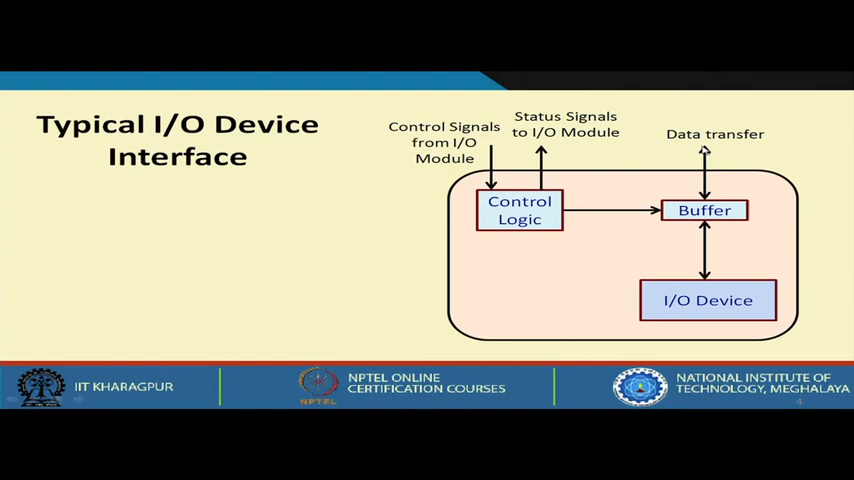 Typical I/O Device
Interface
Control Signals
from I/O
Module
Status Signals
to I/O Module
Data transfer
Control
Logic
Buffer
I/O Device
IIT KHARAGPUR
NPTEL
NPTEL ONLINE
CERTIFICATION COURSES
NATIONAL INSTITUTE OF
TECHNOLOGY, MEGHALAYA
4